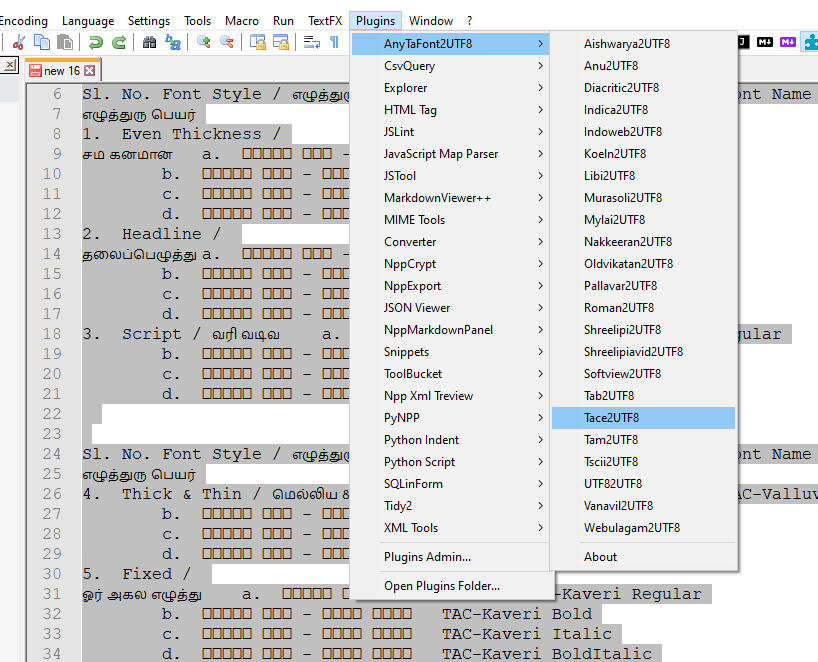 Encoding Language Settings Tools Macro Run TextFX Plugins Window ?
new 16
6 Sl. No. Font Style / ont Name
7 எழுத்துரு பெயர்
8 1. Even Thickness /
9 சம கனமான a. –
10 b. –
11 c. –
12 d. –
13 2. Headline /
14 தலைப்பெழுத்து a. –
15 b. –
16 c. –
17 d. –
18 3. Script / வரி வடிவ a. gular
19 b. –
20 c. –
21 d. –
22
23
24 Sl. No. Font Style / ont Name
25 எழுத்துரு பெயர்
26 4. Thick & Thin / மெல்லிய & AC-Valluv
27 b. –
28 c. –
29 d. –
30 5. Fixed /
31 ஓர் அகல எழுத்து a. -Kaveri Regular
32 b. – TAC-Kaveri Bold
33 c. – TAC-Kaveri Italic
34 d. – TAC-Kaveri BoldItalic
AnyTaFont2UTF8
CsvQuery
Explorer
HTML Tag
JSLint
JavaScript Map Parser
JSTool
MarkdownViewer++
MIME Tools
Converter
NppCrypt
NppExport
JSON Viewer
NppMarkdownPanel
Snippets
ToolBucket
Npp Xml Treview
PyNPP
Python Indent
Python Script
SQLinForm
Tidy2
XML Tools
Plugins Admin...
Open Plugins Folder...
Aishwarya2UTF8
Anu2UTF8
Diacritic2UTF8
Indica2UTF8
Indoweb2UTF8
Koeln2UTF8
Libi2UTF8
Murasoli2UTF8
Mylai2UTF8
Nakkeeran2UTF8
Oldvikatan2UTF8
Pallavar2UTF8
Roman2UTF8
Shreelipi2UTF8
Shreelipiavid2UTF8
Softview2UTF8
Tab2UTF8
Tace2UTF8
Tam2UTF8
Tscii2UTF8
UTF82UTF8
Vanavil2UTF8
Webulagam2UTF8
About